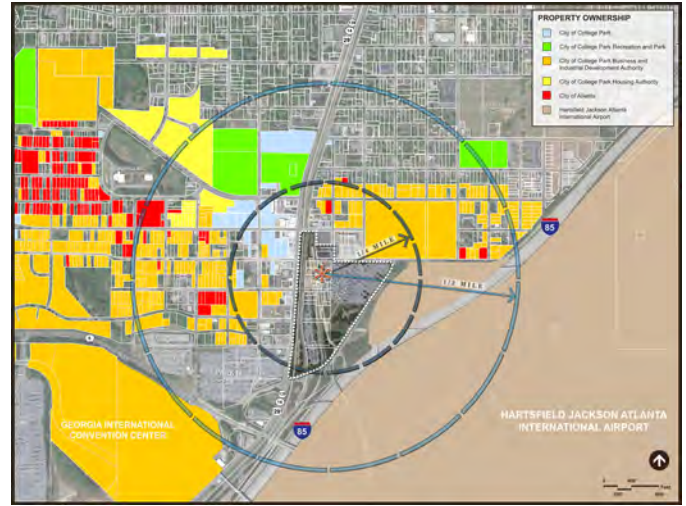 PROPERTY OWNERSHIP
City of College Park
City of College Park Recreation and Park
City of College Park Business and
Industrial Development Authority
City of College Park Housing Authority
City of Atlanta
Hartsfield Jackson Atlanta
International Airport
85
1/4 MILE
1/2 MILE
GEORGIA INTERNATIONAL
CONVENTION CENTER
85
HARTSFIELD JACKSON ATLANTA
INTERNATIONAL AIRPORT
Feet